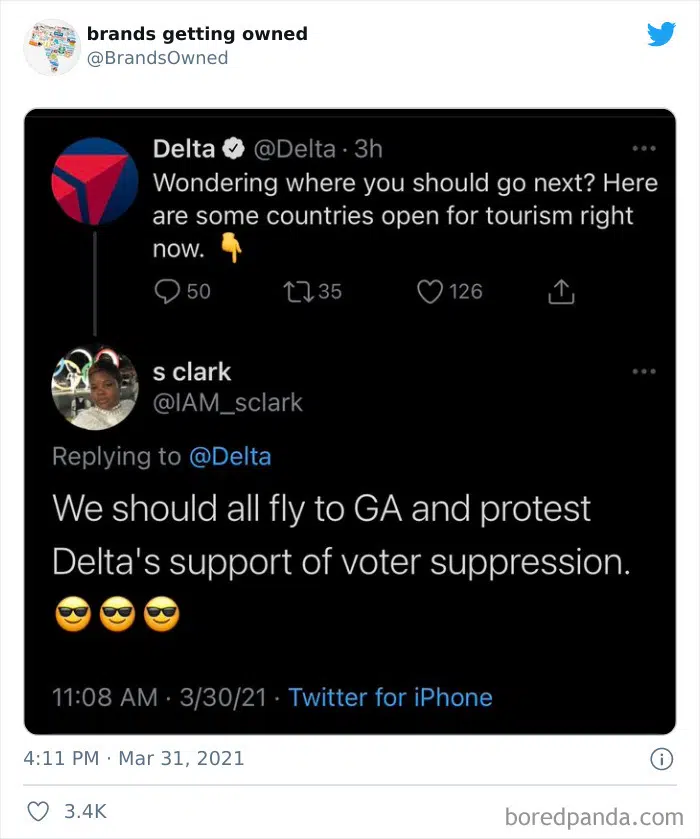 brands getting owned
@BrandsOwned
Delta @Delta · 3h
Wondering where you should go next? Here
are some countries open for tourism right
now. 👇
50 35 126
s clark
@IAM_sclark
Replying to @Delta
We should all fly to GA and protest
Delta's support of voter suppression.
😎😎😎
11:08 AM · 3/30/21 · Twitter for iPhone
4:11 PM · Mar 31, 2021
3.4K
boredpanda.com